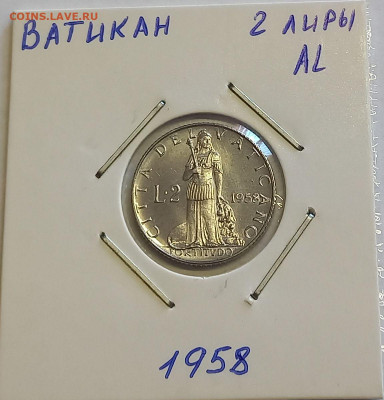 COINS.LAVE.RU
ВАТИКАН 2 ЛИРЫ
AL
CITTA DEL VATICANO
L.2 1958
FORTITVDO
1958